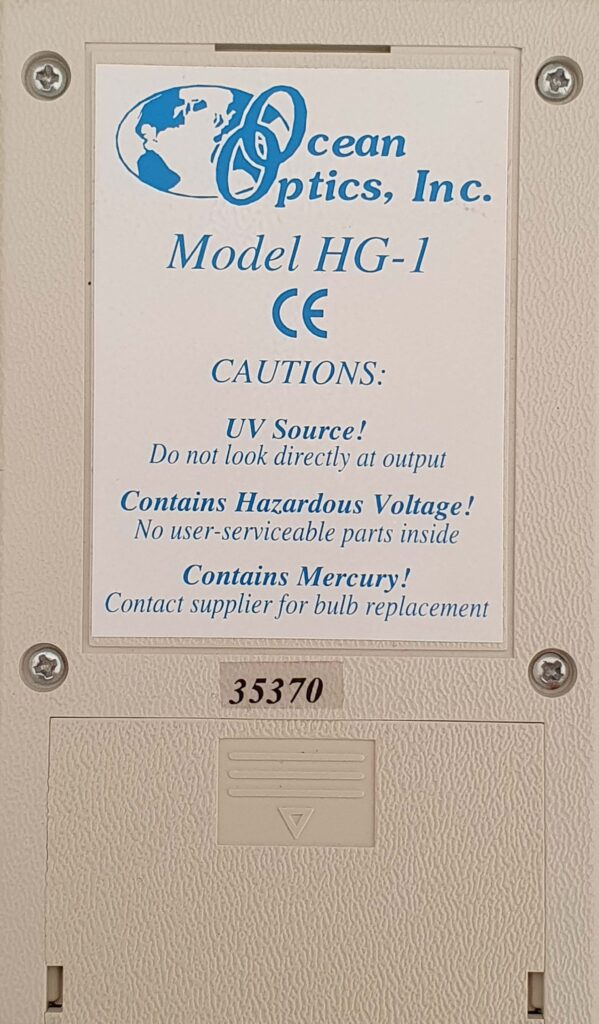 Ocean
Optics, Inc.
Model HG-1
CE
CAUTIONS:
UV Source!
Do not look directly at output
Contains Hazardous Voltage!
No user-serviceable parts inside
Contains Mercury!
Contact supplier for bulb replacement
35370